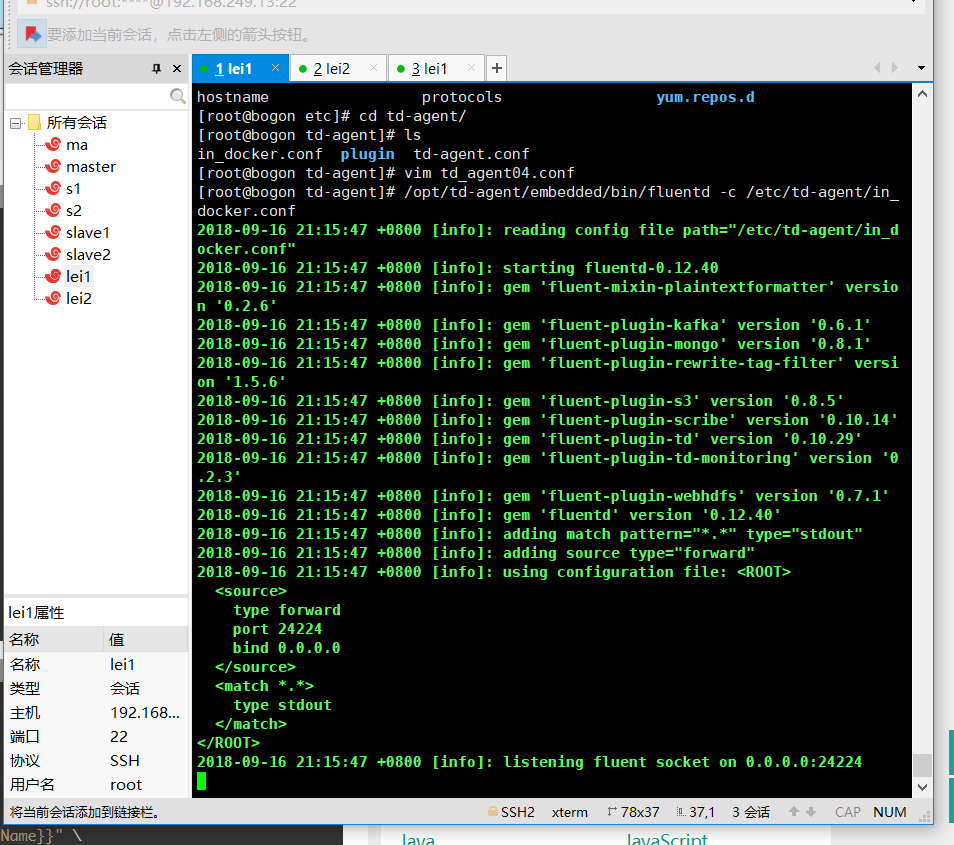 ssh://root:****@192.168.249.13:22
要添加当前会话，点击左侧的箭头按钮。
会话管理器
1 lei1
2 lei2
3 lei1
所有会话
ma
master
s1
s2
slave1
slave2
lei1
lei2
hostname protocols yum.repos.d
[root@bogon etc]# cd td-agent/
[root@bogon td-agent]# ls
in_docker.conf plugin td-agent.conf
[root@bogon td-agent]# vim td_agent04.conf
[root@bogon td-agent]# /opt/td-agent/embedded/bin/fluentd -c /etc/td-agent/in_
docker.conf
2018-09-16 21:15:47 +0800 [info]: reading config file path="/etc/td-agent/in_d
ocker.conf"
2018-09-16 21:15:47 +0800 [info]: starting fluentd-0.12.40
2018-09-16 21:15:47 +0800 [info]: gem 'fluent-mixin-plaintextformatter' versio
n '0.2.6'
2018-09-16 21:15:47 +0800 [info]: gem 'fluent-plugin-kafka' version '0.6.1'
2018-09-16 21:15:47 +0800 [info]: gem 'fluent-plugin-mongo' version '0.8.1'
2018-09-16 21:15:47 +0800 [info]: gem 'fluent-plugin-rewrite-tag-filter' versi
on '1.5.6'
2018-09-16 21:15:47 +0800 [info]: gem 'fluent-plugin-s3' version '0.8.5'
2018-09-16 21:15:47 +0800 [info]: gem 'fluent-plugin-scribe' version '0.10.14'
2018-09-16 21:15:47 +0800 [info]: gem 'fluent-plugin-td' version '0.10.29'
2018-09-16 21:15:47 +0800 [info]: gem 'fluent-plugin-td-monitoring' version '0
.2.3'
2018-09-16 21:15:47 +0800 [info]: gem 'fluent-plugin-webhdfs' version '0.7.1'
2018-09-16 21:15:47 +0800 [info]: gem 'fluentd' version '0.12.40'
2018-09-16 21:15:47 +0800 [info]: adding match pattern="*.*" type="stdout"
2018-09-16 21:15:47 +0800 [info]: adding source type="forward"
2018-09-16 21:15:47 +0800 [info]: using configuration file: <ROOT>
<source>
type forward
port 24224
bind 0.0.0.0
</source>
<match *.*>
type stdout
</match>
</ROOT>
2018-09-16 21:15:47 +0800 [info]: listening fluent socket on 0.0.0.0:24224
lei1属性
名称 值
名称 lei1
类型 会话
主机 192.168...
端口 22
协议 SSH
用户名 root
将当前会话添加到链接栏。
SSH2 xterm 78x37 37,1 3 会话 CAP NUM
Name}}" \
Java JavaScript